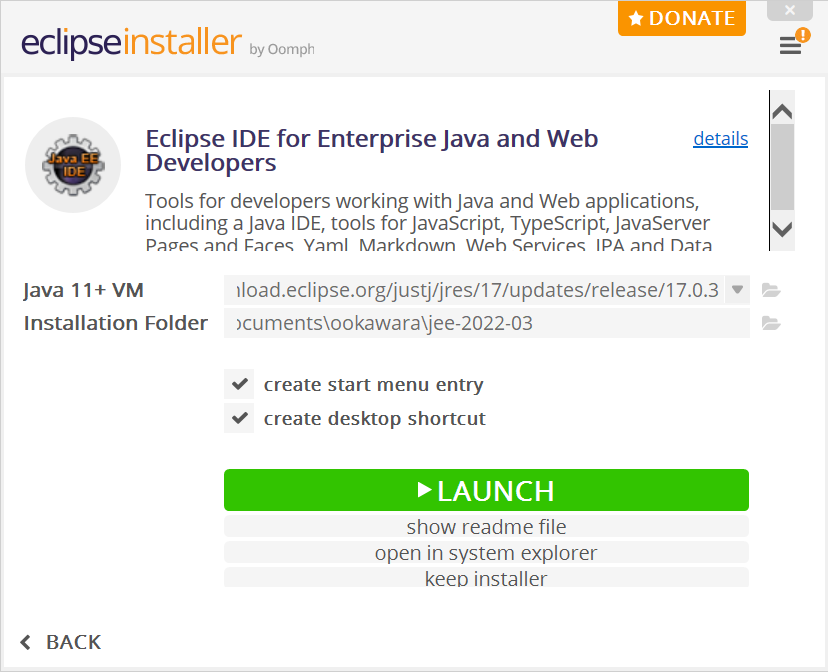 DONATE
eclipseinstaller by Oomph
Java EE
IDE
Eclipse IDE for Enterprise Java and Web
Developers
details
Tools for developers working with Java and Web applications,
including a Java IDE, tools for JavaScript, TypeScript, JavaServer
Pages and Faces, Yaml, Markdown, Web Services, JPA and Data
Java 11+ VM
nload.eclipse.org/justj/jres/17/updates/release/17.0.3
Installation Folder
ocuments\ookawara\jee-2022-03
create start menu entry
create desktop shortcut
LAUNCH
show readme file
open in system explorer
keep installer
BACK